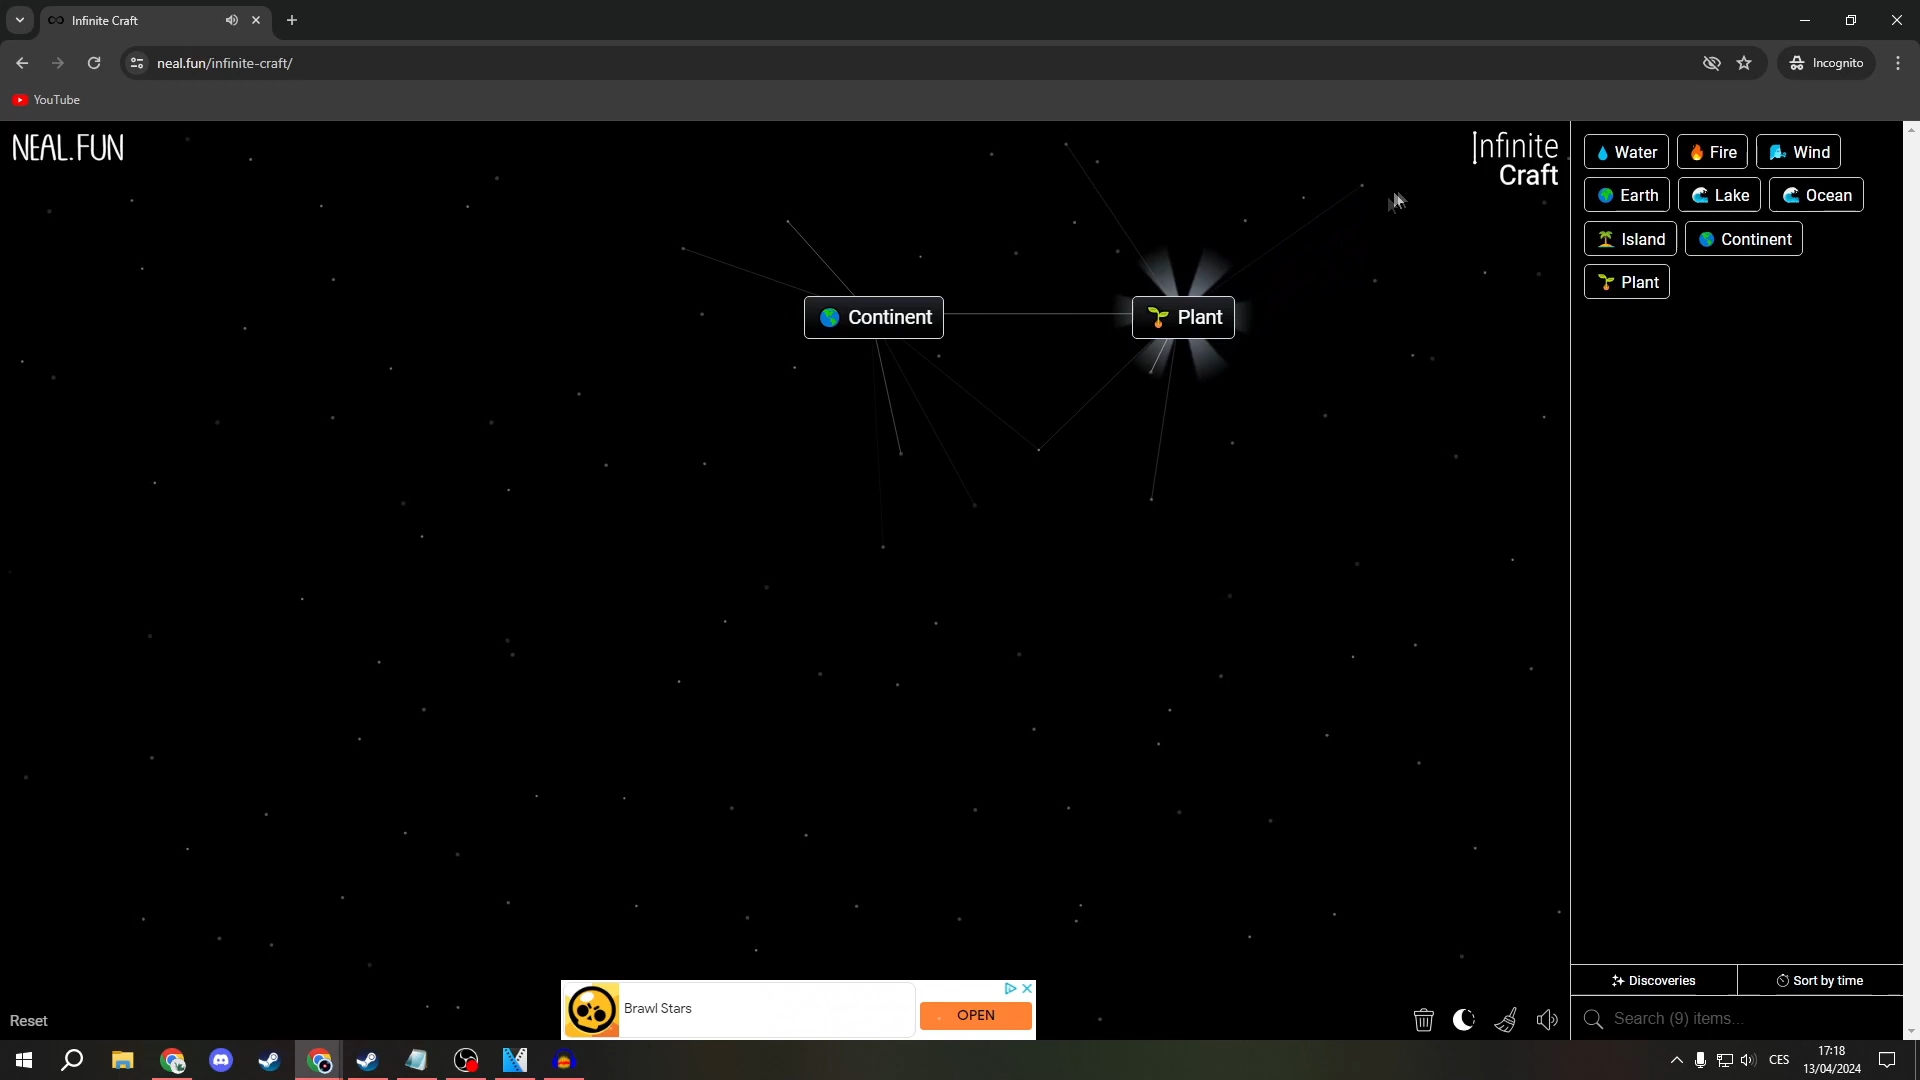 Infinite Craft
neal.fun/infinite-craft/
Incognito
YouTube
NEAL.FUN
Infinite
Craft
Water
Fire
Wind
Earth
Lake
Ocean
Island
Continent
Plant
Continent
Plant
Discoveries
Sort by time
Brawl Stars
OPEN
Reset
Search (9) items...
CES
17:18
13/04/2024